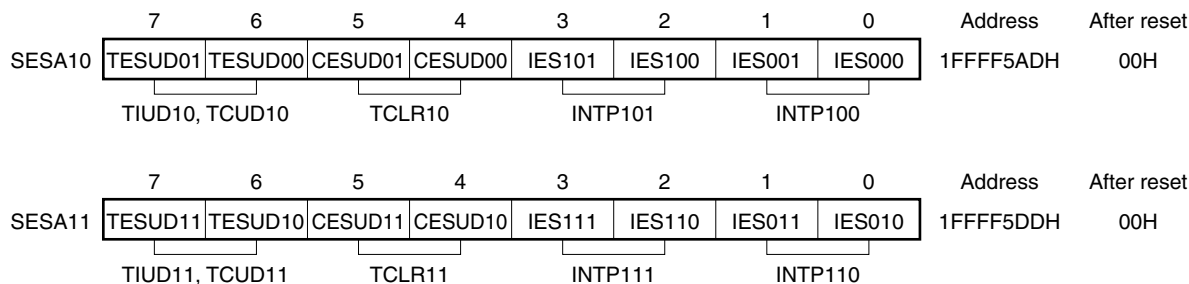 7 6 5 4 3 2 1 0 Address After reset
SESA10 TESUD01 TESUD00 CESUD01 CESUD00 IES101 IES100 IES001 IES000 1FFFF5ADH 00H
TIUD10, TCUD10 TCLR10 INTP101 INTP100
7 6 5 4 3 2 1 0 Address After reset
SESA11 TESUD11 TESUD10 CESUD11 CESUD10 IES111 IES110 IES011 IES010 1FFFF5DDH 00H
TIUD11, TCUD11 TCLR11 INTP111 INTP110